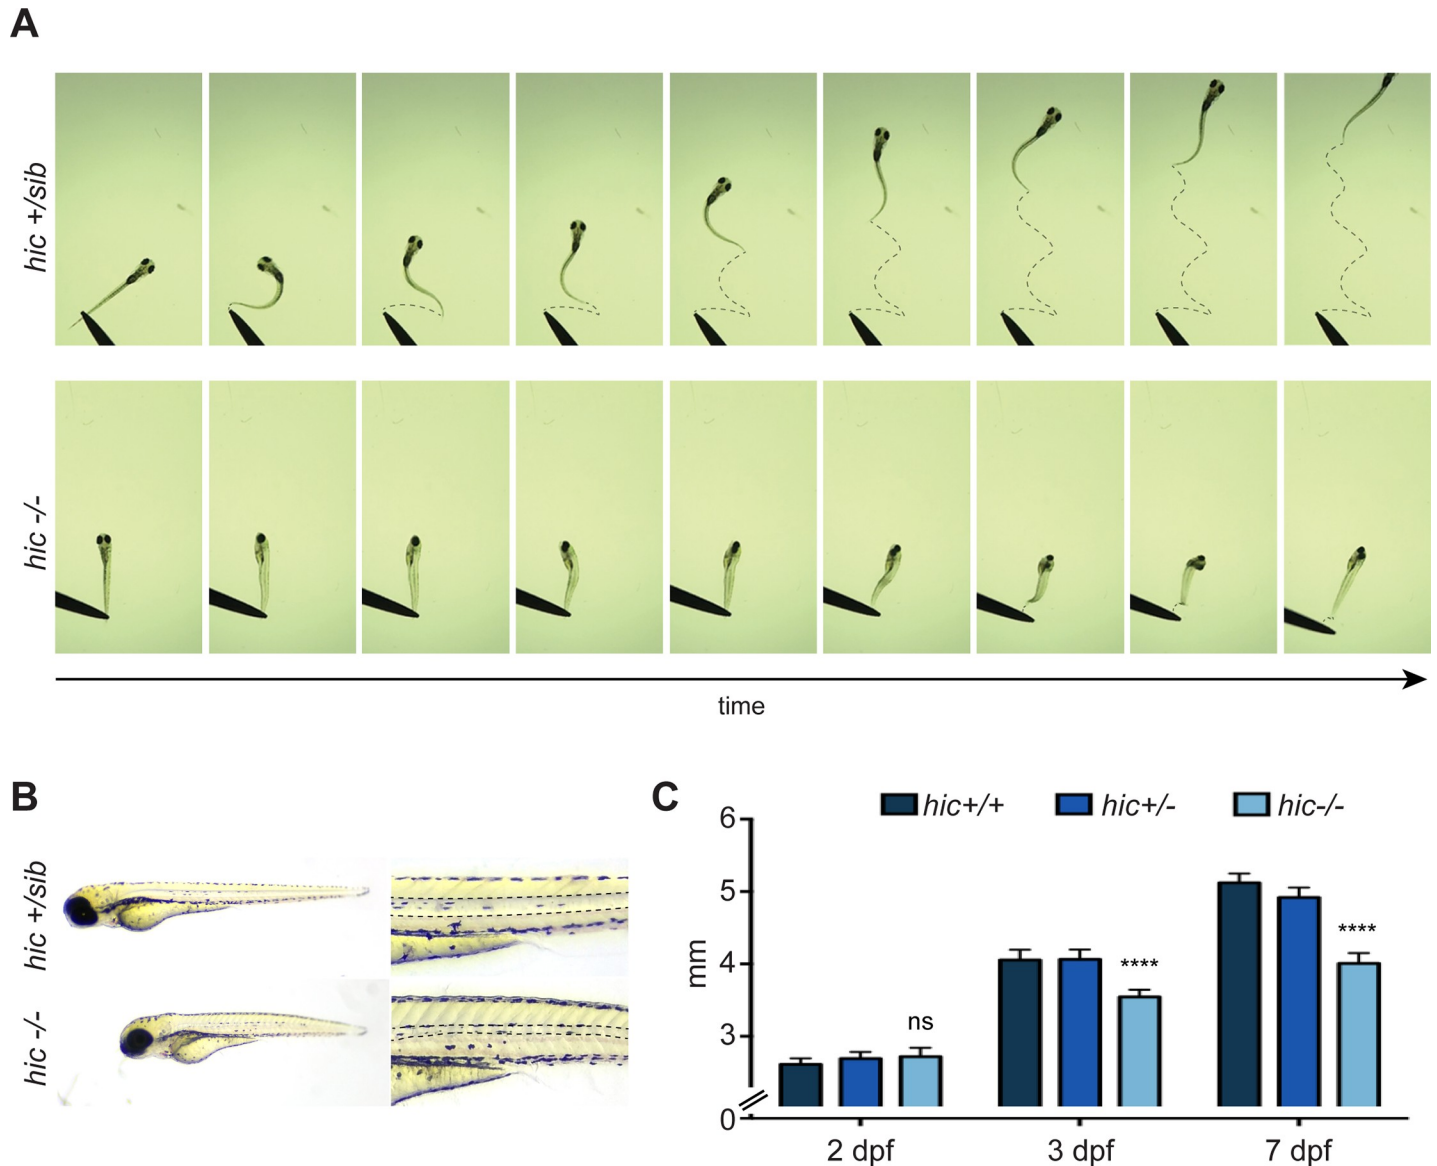 A
hic +/sib
hic -/-
time
B
hic +/sib
hic -/-
C
hic+/+ hic+/- hic-/-
mm
6
5
4
3
0
ns
****
****
2 dpf 3 dpf 7 dpf